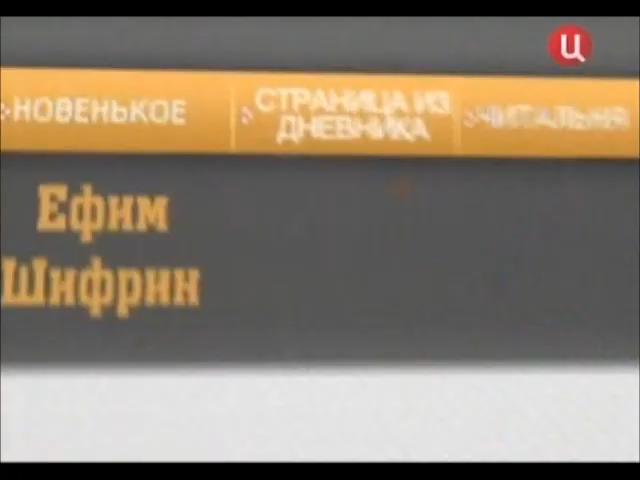 Ц
НОВЕНЬКОЕ
СТРАНИЦА ИЗ
ДНЕВНИКА
ЧИТАЛЬНЯ
Ефим
Шифрин